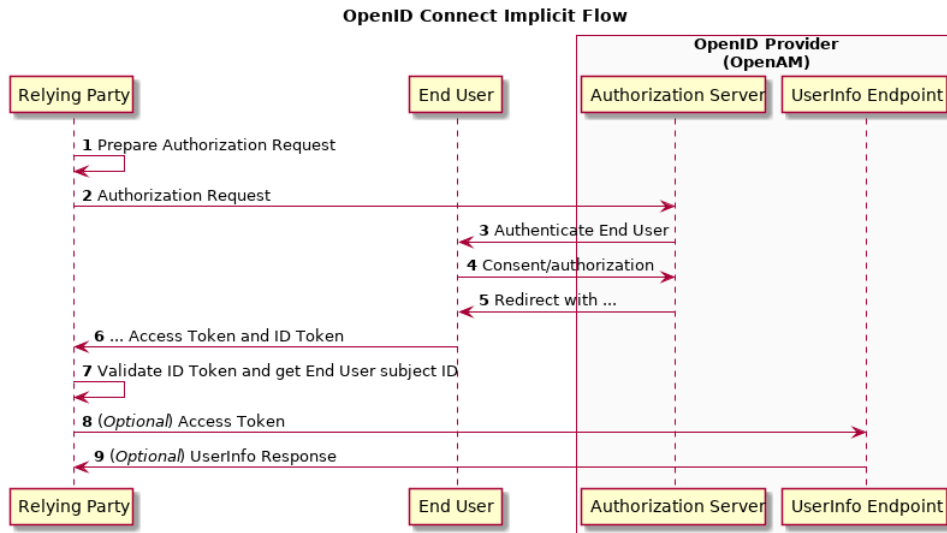 OpenID Connect Implicit Flow
OpenID Provider
(OpenAM)
Relying Party
End User
Authorization Server
UserInfo Endpoint
1 Prepare Authorization Request
2 Authorization Request
3 Authenticate End User
4 Consent/authorization
5 Redirect with ...
6 ... Access Token and ID Token
7 Validate ID Token and get End User subject ID
8 (Optional) Access Token
9 (Optional) UserInfo Response
Relying Party
End User
Authorization Server
UserInfo Endpoint